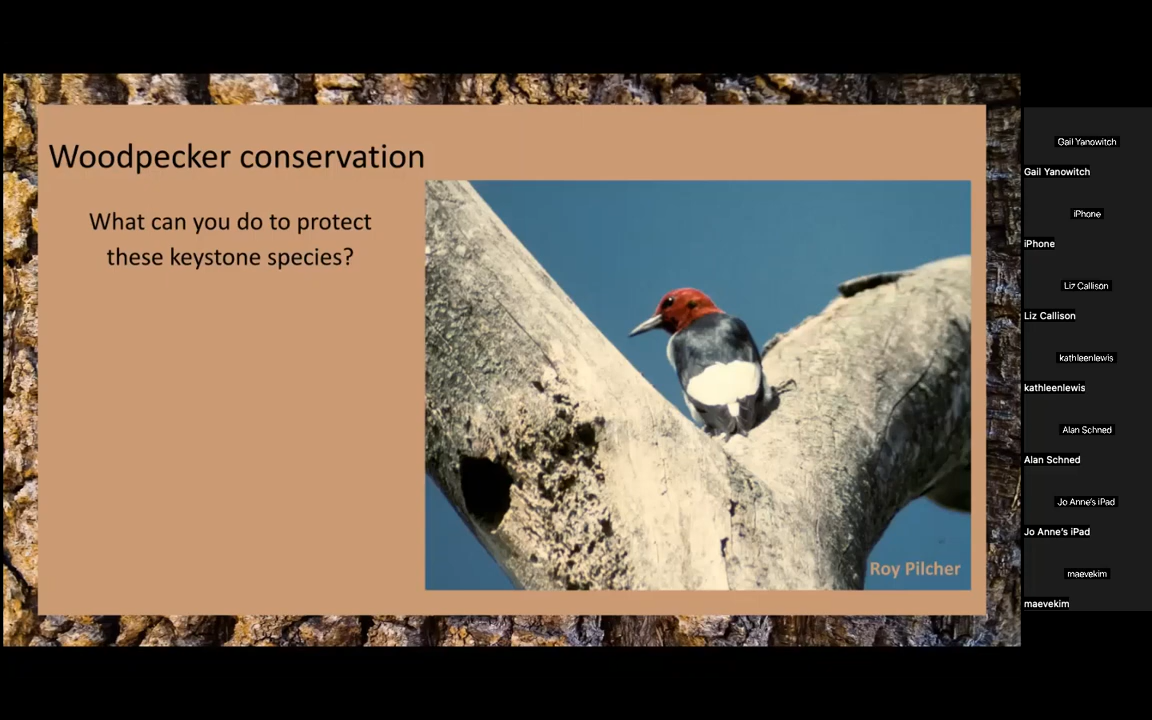 Woodpecker conservation
What can you do to protect
these keystone species?
Roy Pilcher
Gail Yanowitch
Gail Yanowitch
iPhone
iPhone
Liz Callison
Liz Callison
kathleenlewis
kathleenlewis
Alan Schned
Alan Schned
Jo Anne's iPad
Jo Anne's iPad
maevekim
maevekim